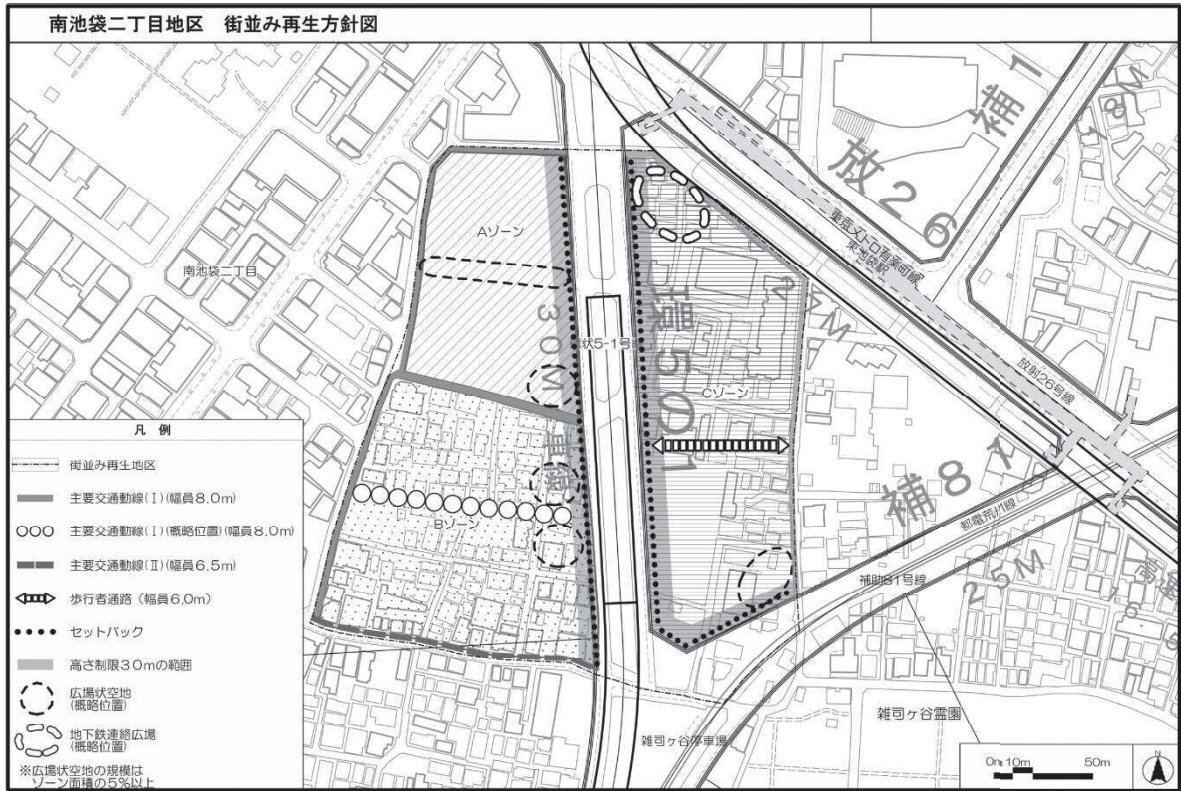 南池袋二丁目地区 街並み再生方針図
補1
18M
放26
東京メトロ有楽町線
東池袋駅
Aゾーン
南池袋二丁目
27M
30M
環5の1
放射26号線
Cゾーン
補81
Bゾーン
都電荒川線
補助81号線
25M
雑司ヶ谷霊園
雑司ヶ谷停車場
凡 例
街並み再生地区
主要交通動線(Ⅰ)(幅員8.0m)
主要交通動線(Ⅰ)(概略位置)(幅員8.0m)
主要交通動線(Ⅱ)(幅員6.5m)
歩行者通路 (幅員6.0m)
セットバック
高さ制限30mの範囲
広場状空地
(概略位置)
地下鉄連絡広場
(概略位置)
※広場状空地の規模は
ゾーン面積の5%以上
0m 10m 50m
N